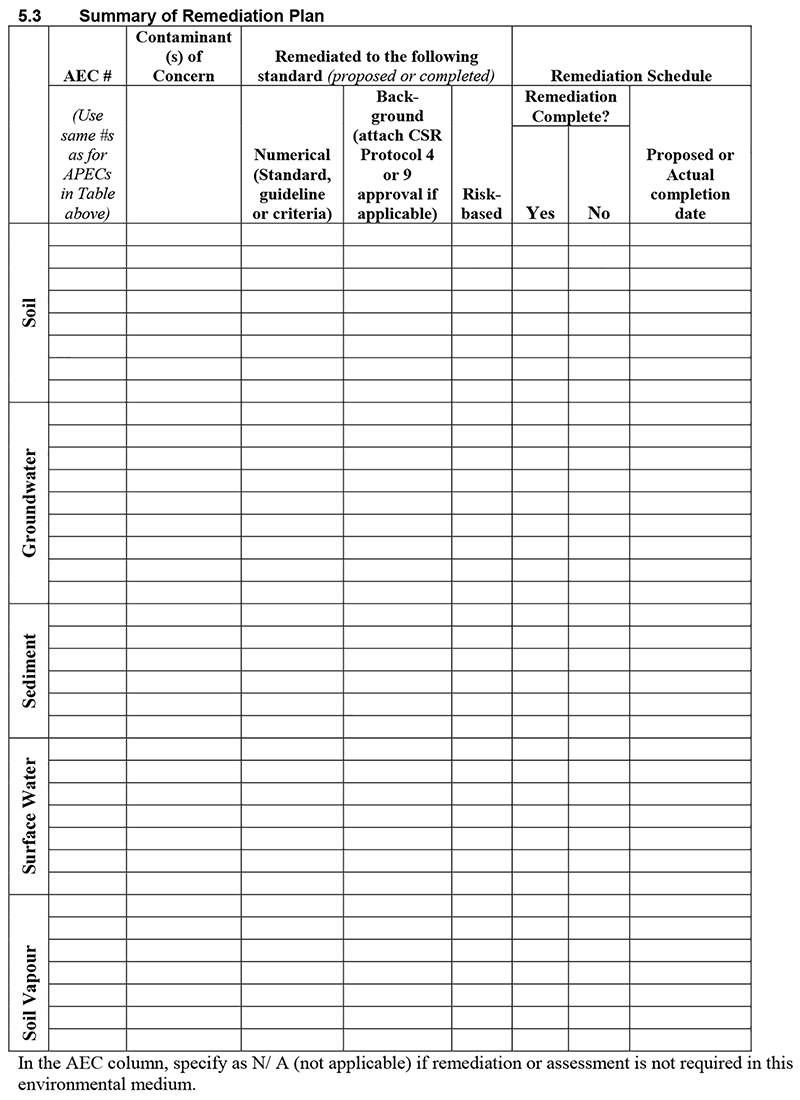 5.3 Summary of Remediation Plan
AEC #
Contaminant
(s) of
Concern
Remediated to the following
standard (proposed or completed)
Remediation Schedule
(Use
same #s
as for
APECs
in Table
above)
Numerical
(Standard,
guideline
or criteria)
Back-
ground
(attach CSR
Protocol 4
or 9
approval if
applicable)
Risk-
based
Remediation
Complete?
Yes
No
Proposed or
Actual
completion
date
Soil
Groundwater
Sediment
Surface Water
Soil Vapour
In the AEC column, specify as N/ A (not applicable) if remediation or assessment is not required in this
environmental medium.